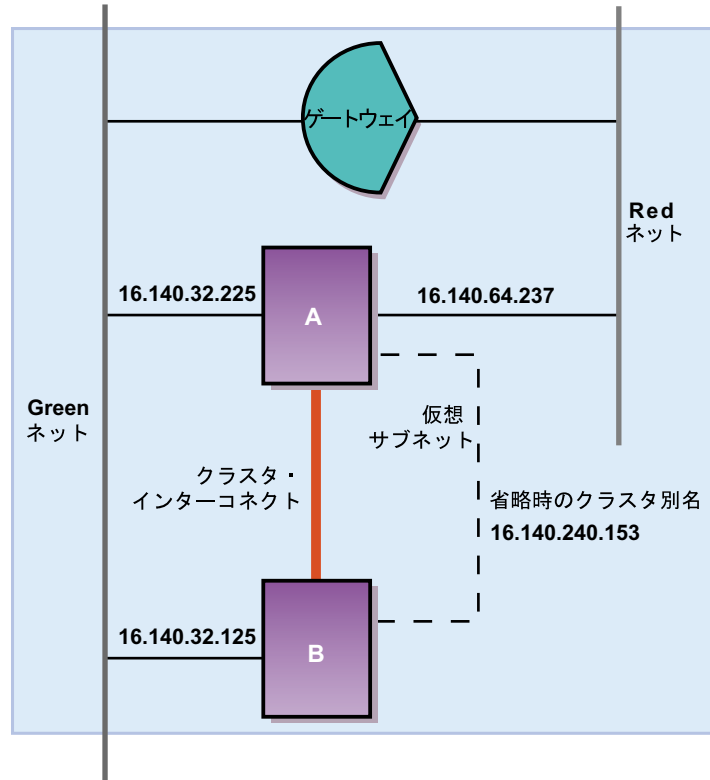 ゲートウェイ
Red
ネット
16.140.32.225
A
16.140.64.237
Green
ネット
仮想
サブネット
クラスタ・
インターコネクト
省略時のクラスタ別名
16.140.240.153
16.140.32.125
B